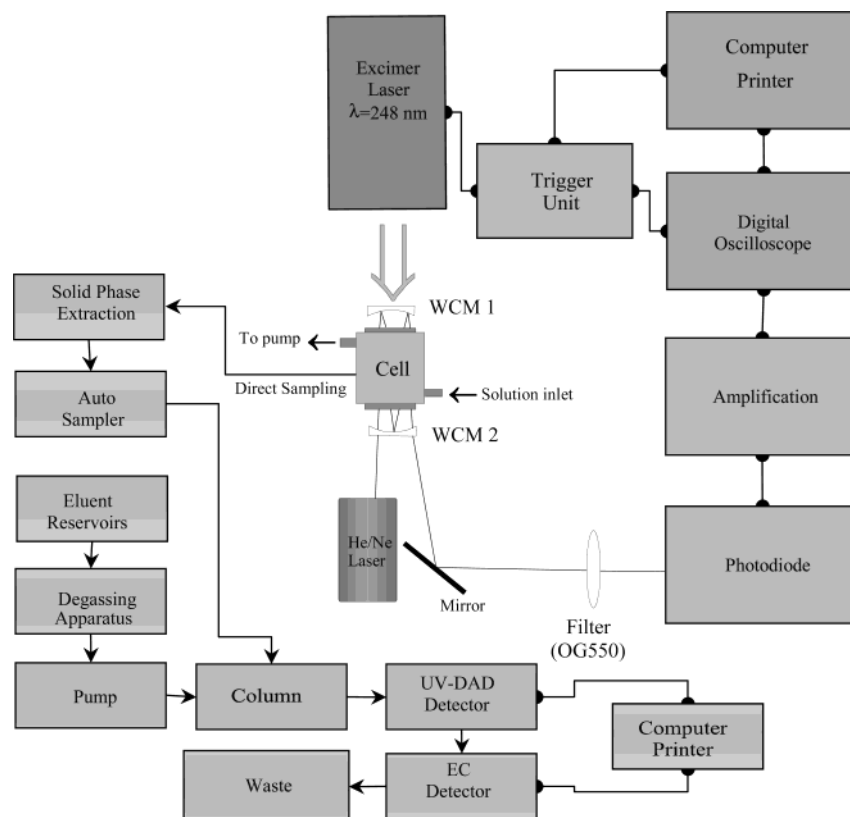 Excimer
Laser
λ=248 nm
Computer
Printer
Trigger
Unit
Digital
Oscilloscope
Solid Phase
Extraction
WCM 1
To pump
Cell
Direct Sampling
Solution inlet
Auto
Sampler
WCM 2
Amplification
Eluent
Reservoirs
He/Ne
Laser
Photodiode
Degassing
Apparatus
Mirror
Filter
(OG550)
Pump
Column
UV-DAD
Detector
Computer
Printer
Waste
EC
Detector